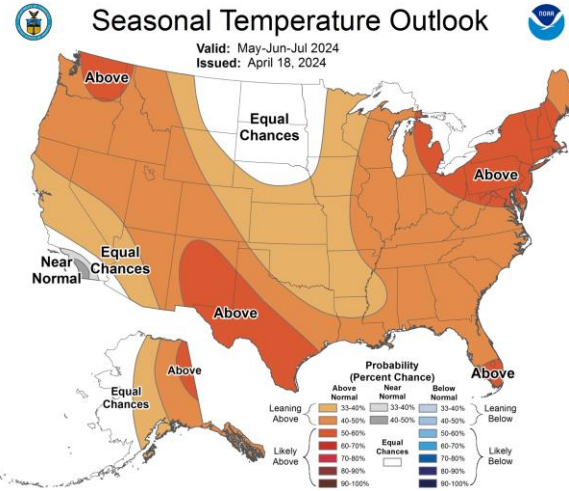 Seasonal Temperature Outlook
NOAA
Valid: May-Jun-Jul 2024
Issued: April 18, 2024
Above
Equal
Chances
Above
Near
Normal
Equal
Chances
Above
Above
Equal
Chances
Above
Probability
(Percent Chance)
Above
Normal
Near
Normal
Below
Normal
Leaning
Above
33-40%
40-50%
33-40%
40-50%
33-40%
40-50%
Leaning
Below
Likely
Above
50-60%
60-70%
70-80%
80-90%
90-100%
Equal
Chances
50-60%
60-70%
70-80%
80-90%
90-100%
Likely
Below